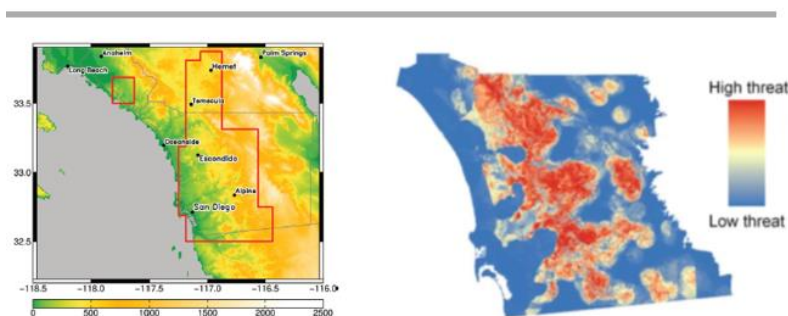 Anaheim
Palm Springs
Long Beach
Hemet
33.5
Temecula
Oceanside
33.0
Escondido
Alpine
San Diego
32.5
-118.5 -118.0 -117.5 -117.0 -116.5 -116.0
0 500 1000 1500 2000 2500
High threat
Low threat